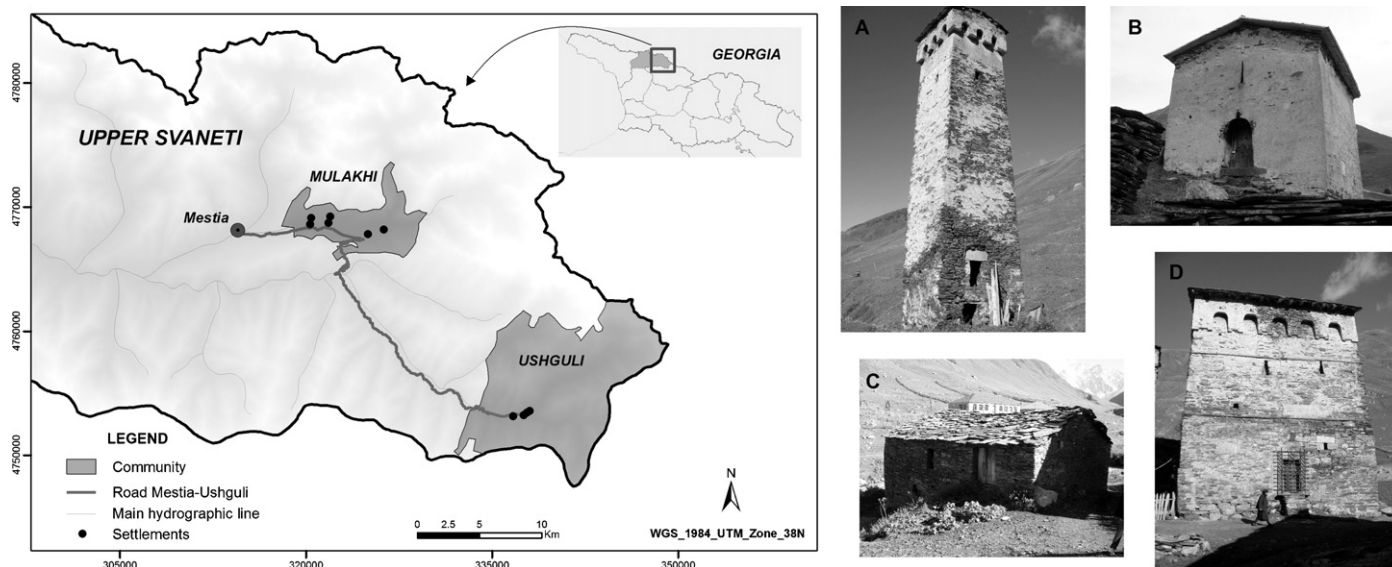 GEORGIA
UPPER SVANETI
MULAKHI
Mestia
USHGULI
4780000
4770000
4760000
4750000
LEGEND
Community
Road Mestia-Ushguli
Main hydrographic line
Settlements
0 2.5 5 10
Km
N
WGS_1984_UTM_Zone_38N
305000 320000 335000 350000
A
B
C
D